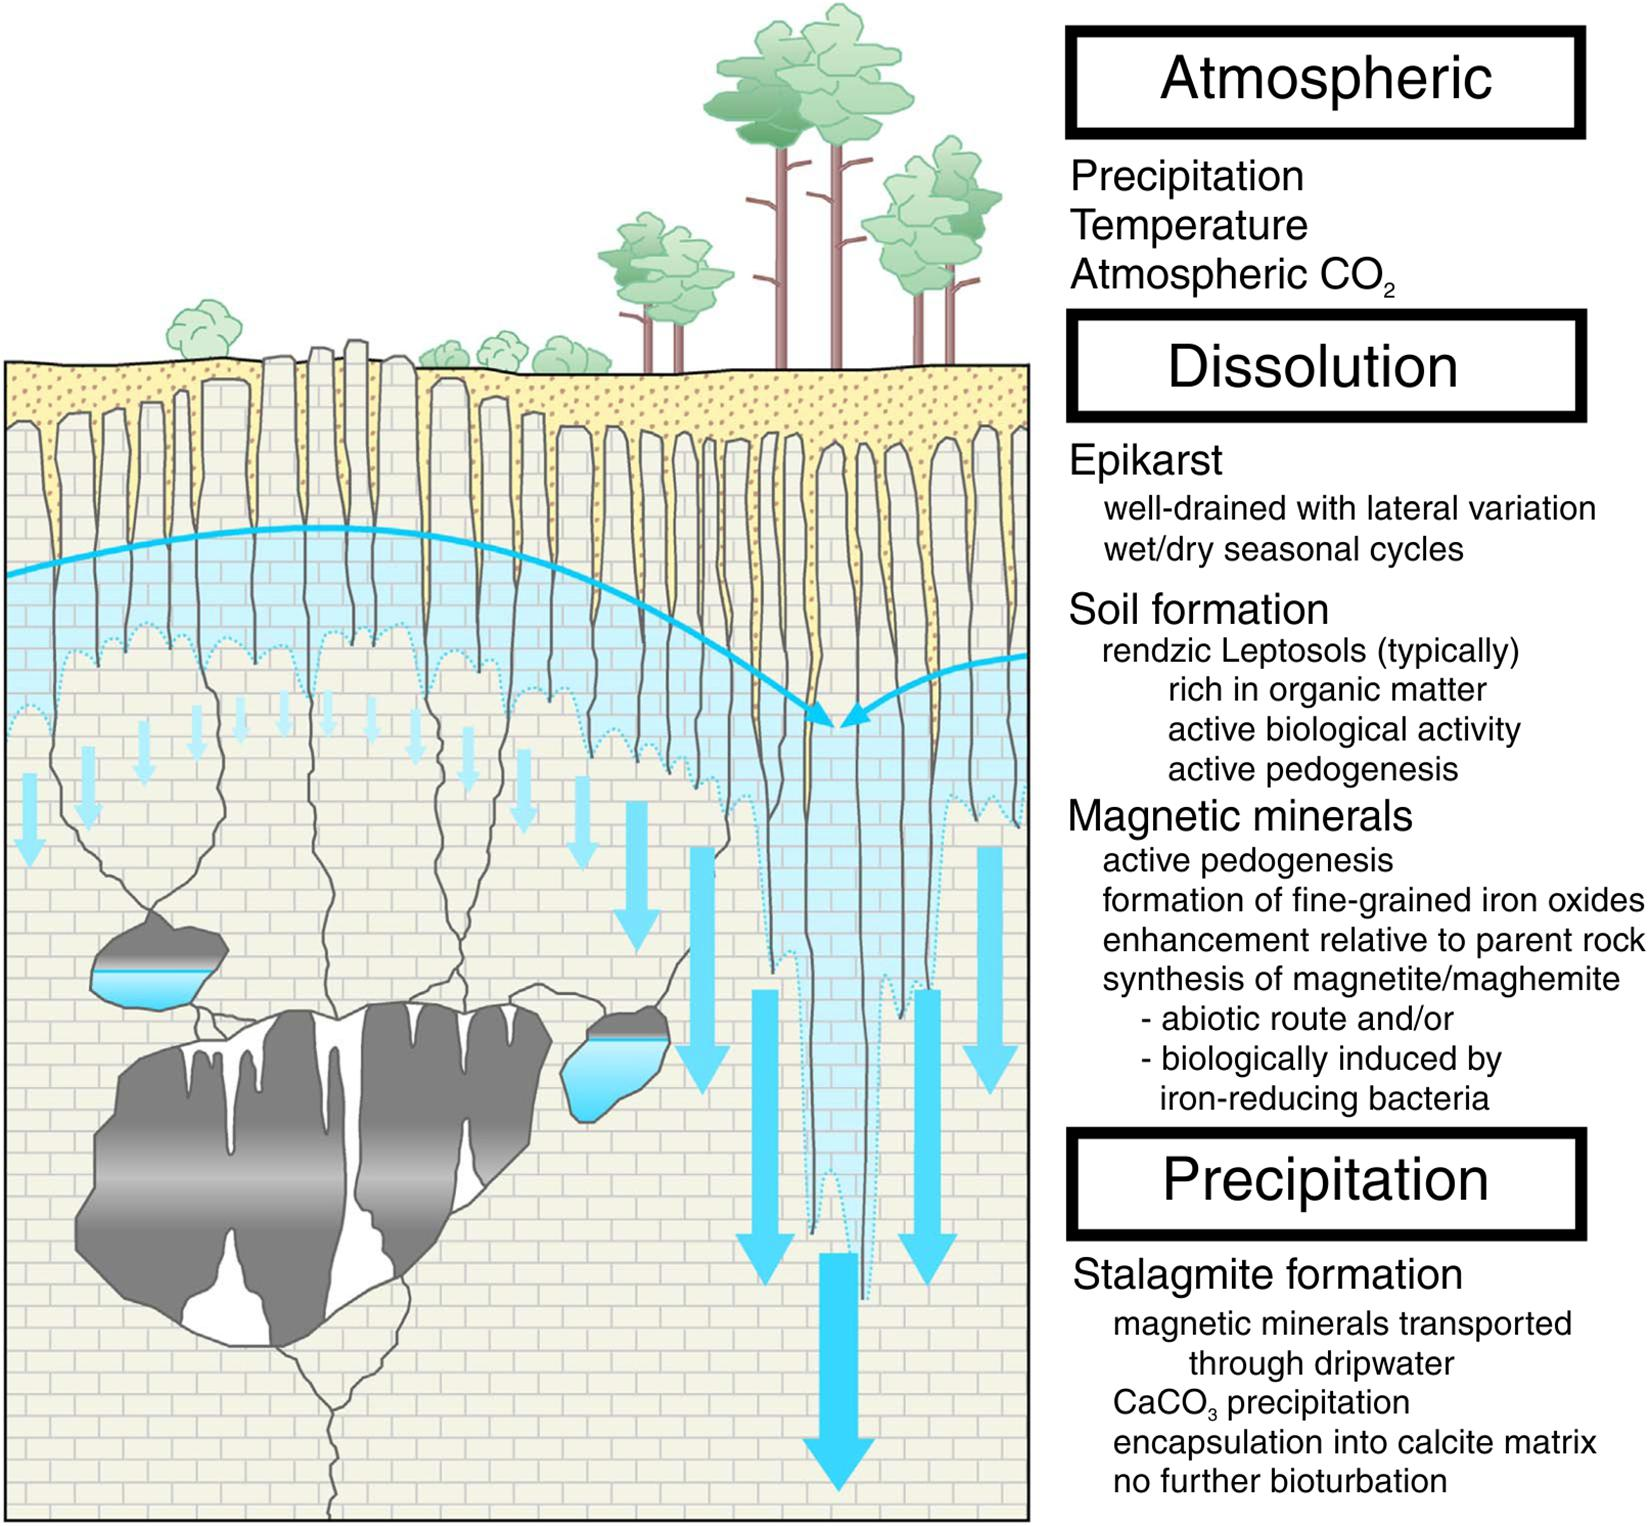 Atmospheric
Precipitation
Temperature
Atmospheric CO₂
Dissolution
Epikarst
well-drained with lateral variation
wet/dry seasonal cycles
Soil formation
rendzic Leptosols (typically)
rich in organic matter
active biological activity
active pedogenesis
Magnetic minerals
active pedogenesis
formation of fine-grained iron oxides
enhancement relative to parent rock
synthesis of magnetite/maghemite
- abiotic route and/or
- biologically induced by
iron-reducing bacteria
Precipitation
Stalagmite formation
magnetic minerals transported
through dripwater
CaCO₃ precipitation
encapsulation into calcite matrix
no further bioturbation